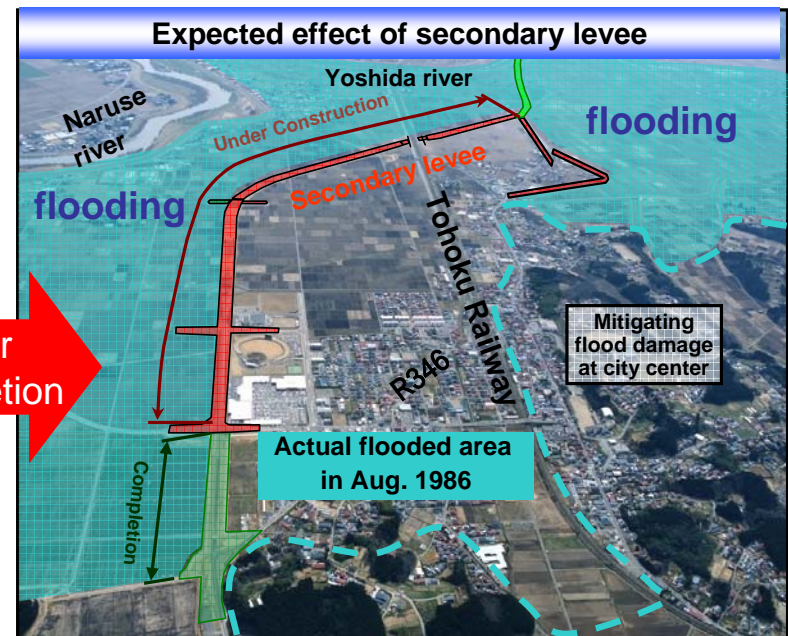 Expected effect of secondary levee
Yoshida river
Naruse
river
Under Construction
flooding
flooding
Secondary levee
Tohoku Railway
Mitigating
flood damage
at city center
R346
Actual flooded area
in Aug. 1986
Completion